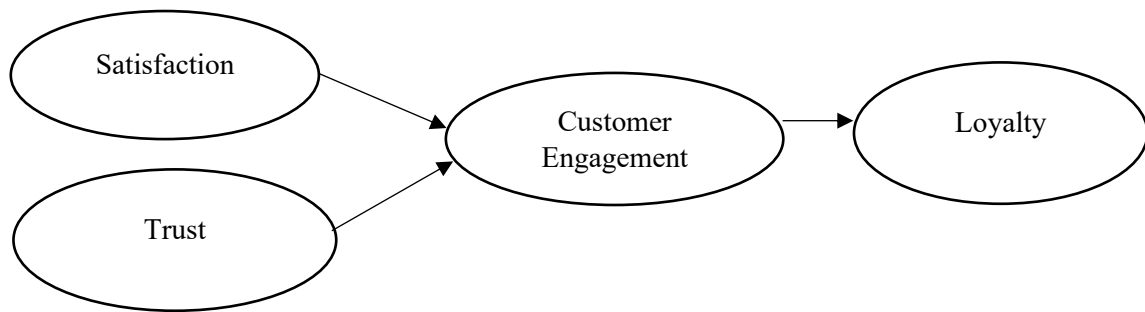 Satisfaction
Trust
Customer
Engagement
Loyalty